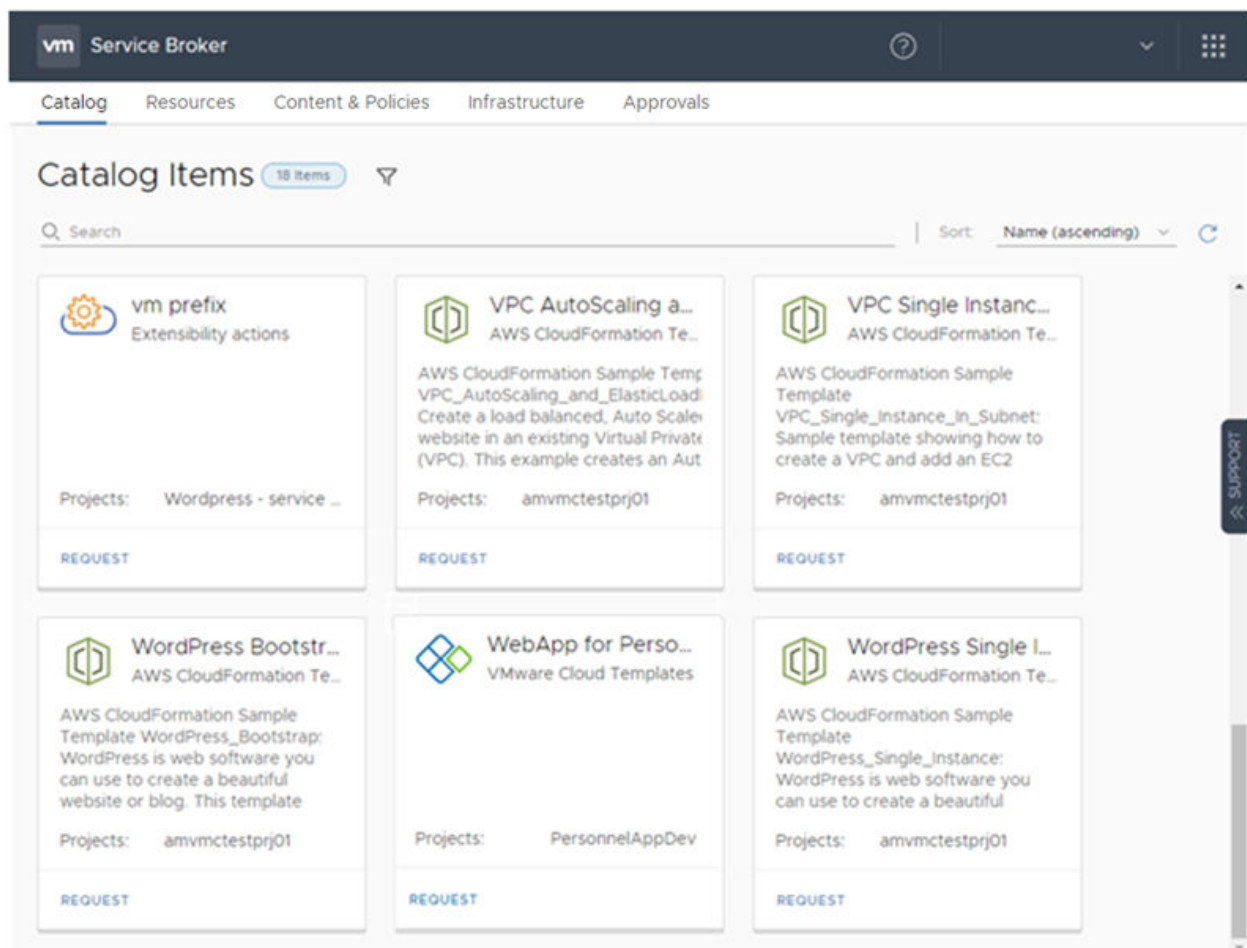 vm Service Broker
Catalog Resources Content & Policies Infrastructure Approvals
Catalog Items 18 Items
Search Sort: Name (ascending)
vm prefix
Extensibility actions
Projects: Wordpress - service ...
REQUEST
VPC AutoScaling a...
AWS CloudFormation Te...
AWS CloudFormation Sample Temp
VPC_AutoScaling_and_ElasticLoad
Create a load balanced, Auto Scale
website in an existing Virtual Private
(VPC). This example creates an Aut
Projects: amvmctestprj01
REQUEST
VPC Single Instanc...
AWS CloudFormation Te...
AWS CloudFormation Sample
Template
VPC_Single_Instance_In_Subnet:
Sample template showing how to
create a VPC and add an EC2
Projects: amvmctestprj01
REQUEST
SUPPORT
WordPress Bootstr...
AWS CloudFormation Te...
AWS CloudFormation Sample
Template WordPress_Bootstrap:
WordPress is web software you
can use to create a beautiful
website or blog. This template
Projects: amvmctestprj01
REQUEST
WebApp for Perso...
VMware Cloud Templates
Projects: PersonnelAppDev
REQUEST
WordPress Single I...
AWS CloudFormation Te...
AWS CloudFormation Sample
Template
WordPress_Single_Instance:
WordPress is web software you
can use to create a beautiful
Projects: amvmctestprj01
REQUEST